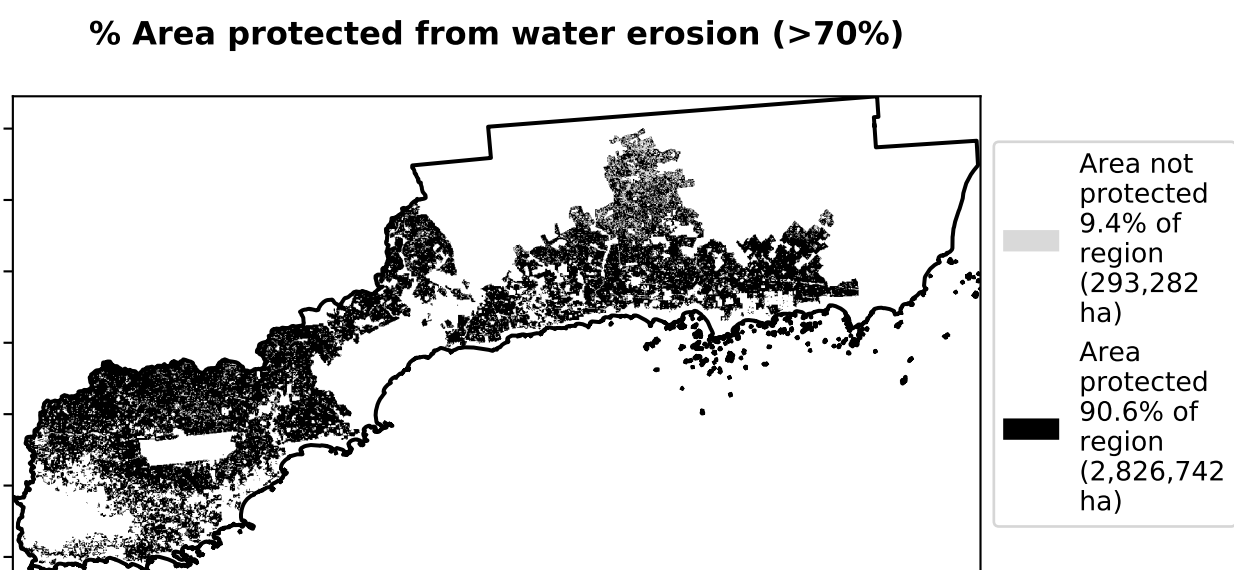 % Area protected from water erosion (>70%)
Area not
protected
9.4% of
region
(293,282
ha)
Area
protected
90.6% of
region
(2,826,742
ha)